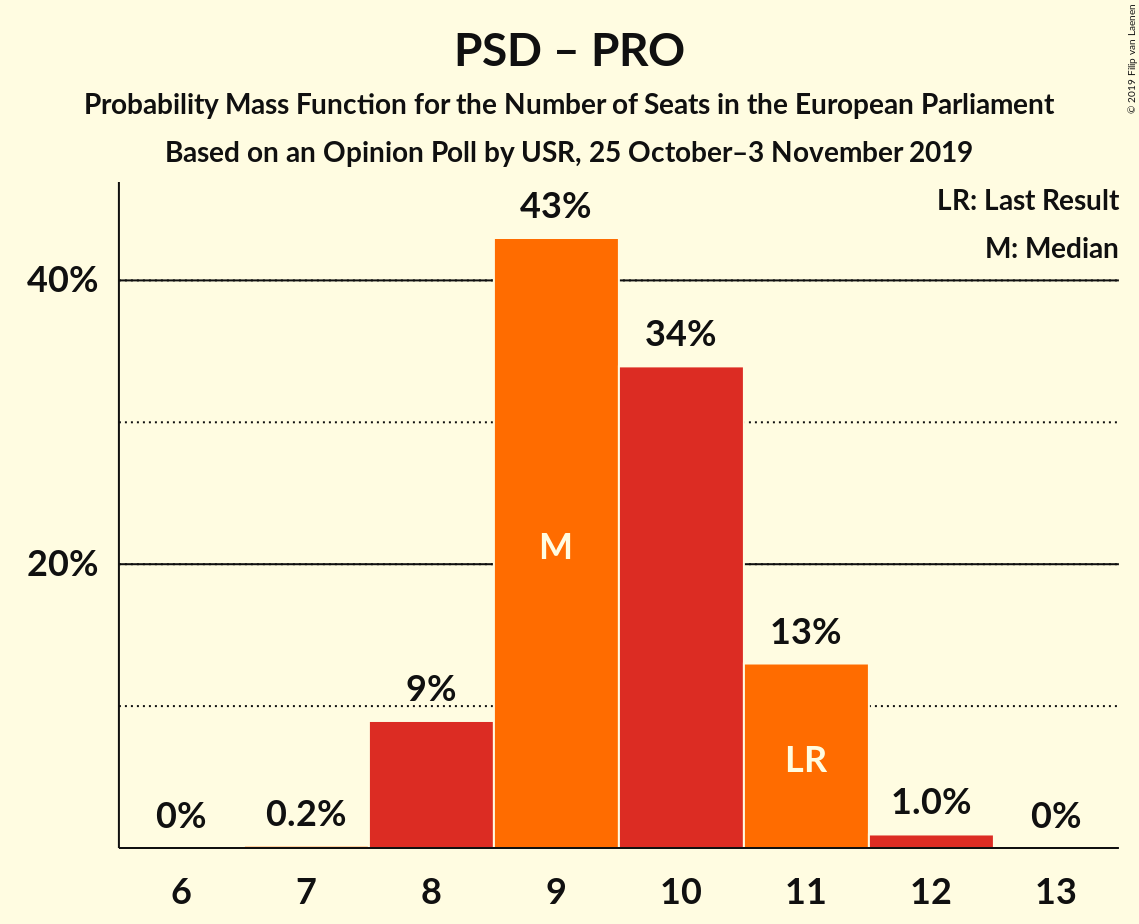 PSD – PRO
Probability Mass Function for the Number of Seats in the European Parliament
Based on an Opinion Poll by USR, 25 October–3 November 2019
© 2019 Filip van Laenen
LR: Last Result
M: Median
43%
40%
34%
M
20%
13%
9%
LR
0%
0.2%
1.0%
0%
6 7 8 9 10 11 12 13